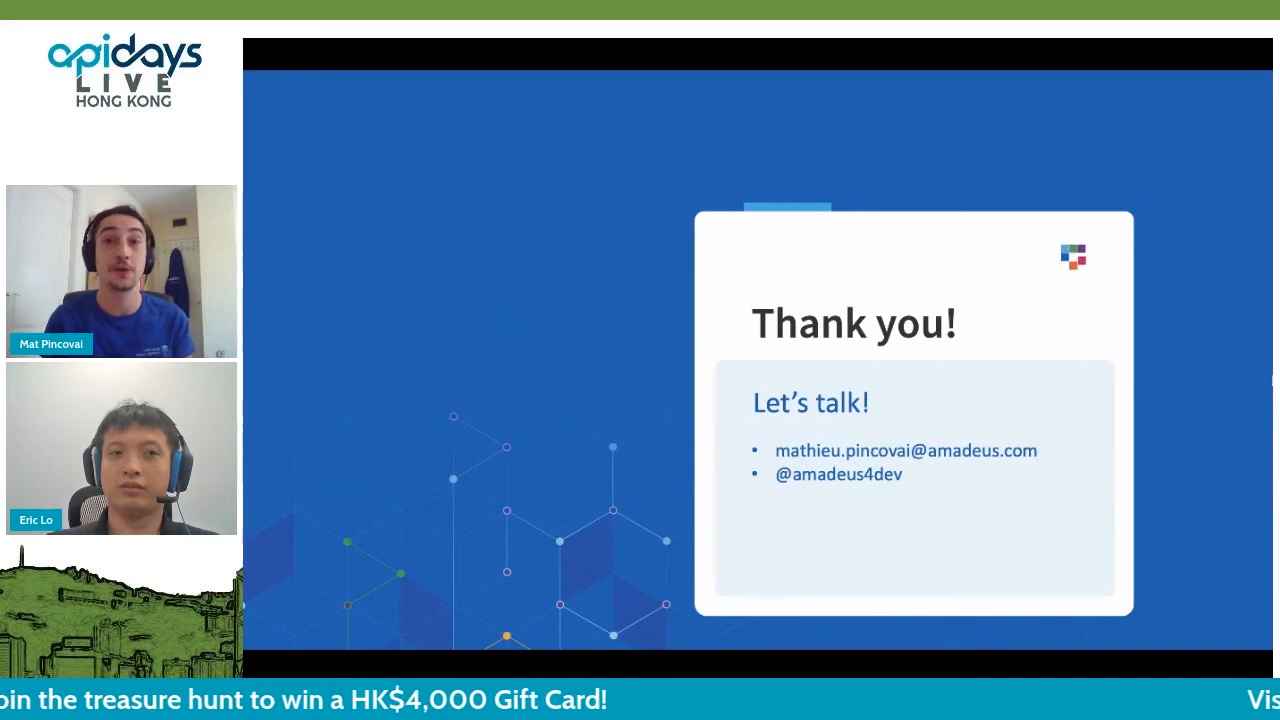 apidays
LIVE
HONG KONG
Mat Pincovai
Eric Lo
Thank you!
Let's talk!
• mathieu.pincovai@amadeus.com
• @amadeus4dev
oin the treasure hunt to win a HK$4,000 Gift Card!
Vis